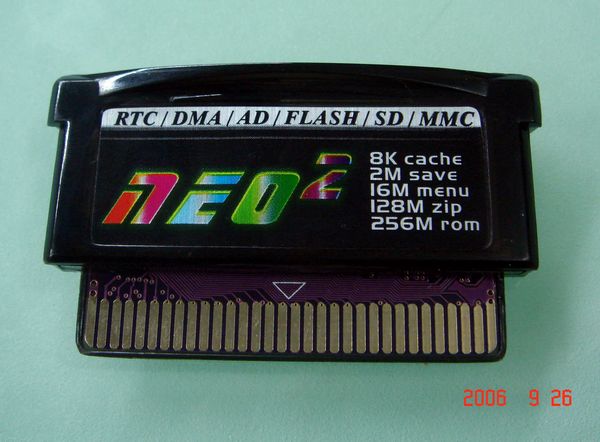 RTC/DMA/AD/FLASH/SD/MMC
NEO2
8K cache
2M save
16M menu
128M zip
256M rom
2006 9 26